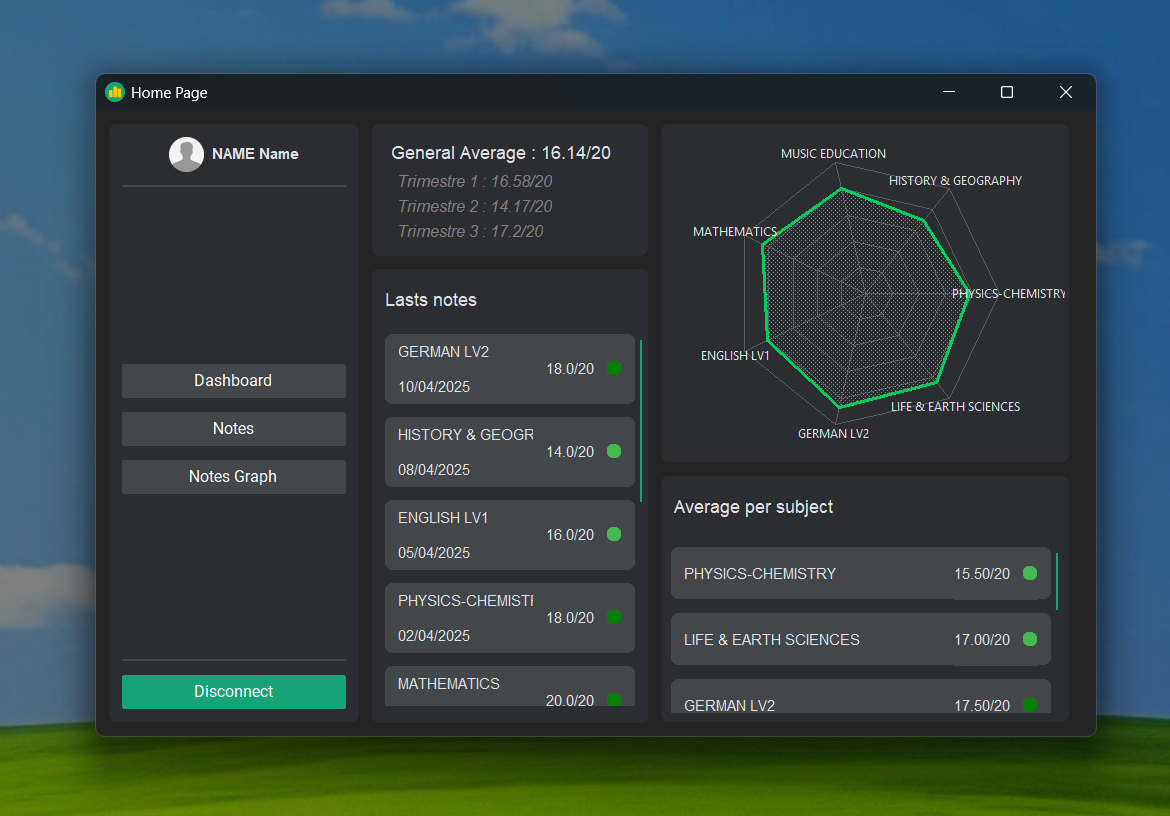 Home Page
NAME Name
Dashboard
Notes
Notes Graph
Disconnect
General Average : 16.14/20
Trimestre 1 : 16.58/20
Trimestre 2 : 14.17/20
Trimestre 3 : 17.2/20
Lasts notes
GERMAN LV2
18.0/20
10/04/2025
HISTORY & GEOGR
14.0/20
08/04/2025
ENGLISH LV1
16.0/20
05/04/2025
PHYSICS-CHEMIST
18.0/20
02/04/2025
MATHEMATICS
20.0/20
MUSIC EDUCATION
HISTORY & GEOGRAPHY
MATHEMATICS
PHYSICS-CHEMISTRY
ENGLISH LV1
LIFE & EARTH SCIENCES
GERMAN LV2
Average per subject
PHYSICS-CHEMISTRY 15.50/20
LIFE & EARTH SCIENCES 17.00/20
GERMAN LV2 17.50/20